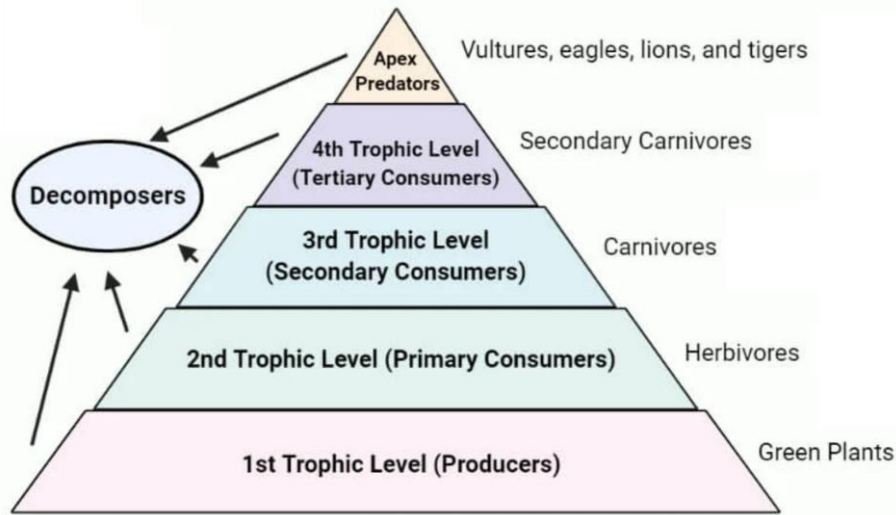 Apex
Predators
Vultures, eagles, lions, and tigers
4th Trophic Level
(Tertiary Consumers)
Secondary Carnivores
Decomposers
3rd Trophic Level
(Secondary Consumers)
Carnivores
2nd Trophic Level (Primary Consumers)
Herbivores
1st Trophic Level (Producers)
Green Plants